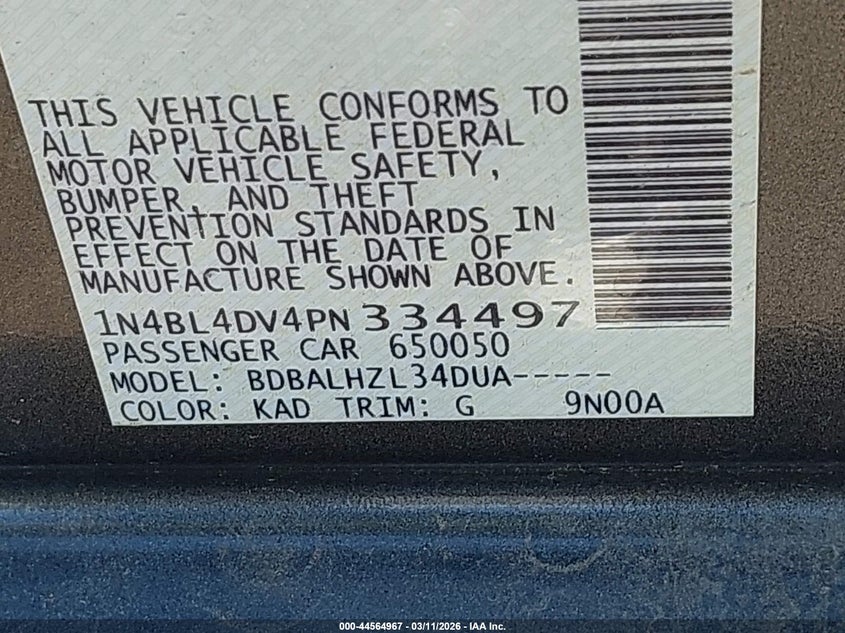 THIS VEHICLE CONFORMS TO
ALL APPLICABLE FEDERAL
MOTOR VEHICLE SAFETY,
BUMPER, AND THEFT
PREVENTION STANDARDS IN
EFFECT ON THE DATE OF
MANUFACTURE SHOWN ABOVE.
1N4BL4DV4PN334497
PASSENGER CAR 650050
MODEL: BDBALHZL34DUA-----
COLOR: KAD TRIM: G 9N00A
000-44564967 - 03/11/2026 - IAA Inc.